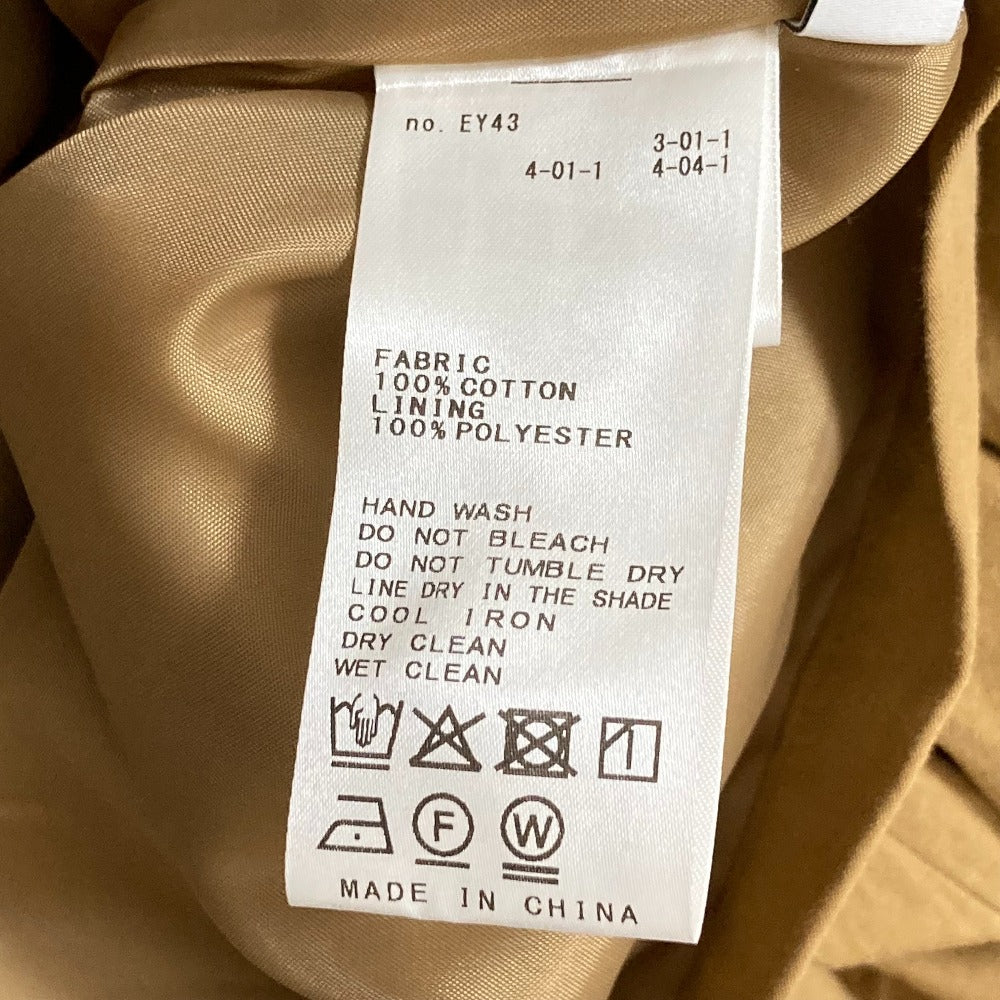 no. EY43
3-01-1
4-01-1 4-04-1
FABRIC
100% COTTON
LINING
100% POLYESTER
HAND WASH
DO NOT BLEACH
DO NOT TUMBLE DRY
LINE DRY IN THE SHADE
COOL IRON
DRY CLEAN
WET CLEAN
F W
MADE IN CHINA